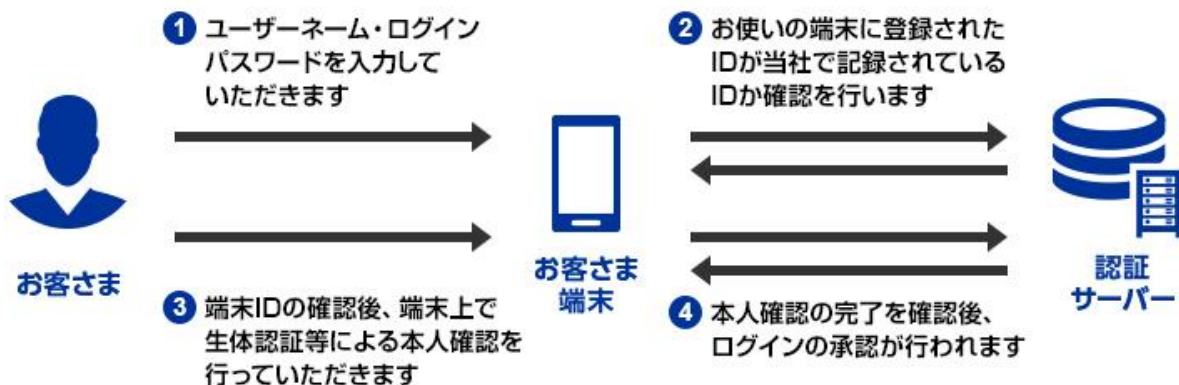 1 ユーザーネーム・ログイン
パスワードを入力して
いただきます
2 お使いの端末に登録された
IDが当社で記録されている
IDか確認を行います
お客さま
お客さま
端末
認証
サーバー
3 端末IDの確認後、端末上で
生体認証等による本人確認を
行っていただきます
4 本人確認の完了を確認後、
ログインの承認が行われます